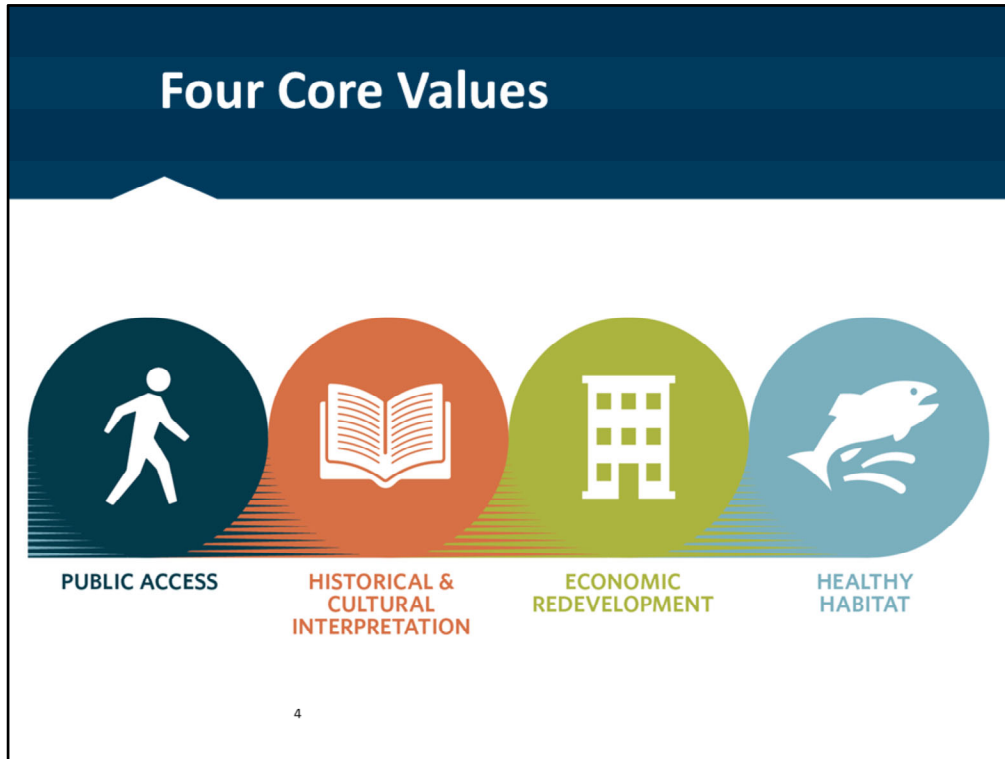 Four Core Values
PUBLIC ACCESS
HISTORICAL &
CULTURAL
INTERPRETATION
ECONOMIC
REDEVELOPMENT
HEALTHY
HABITAT
4